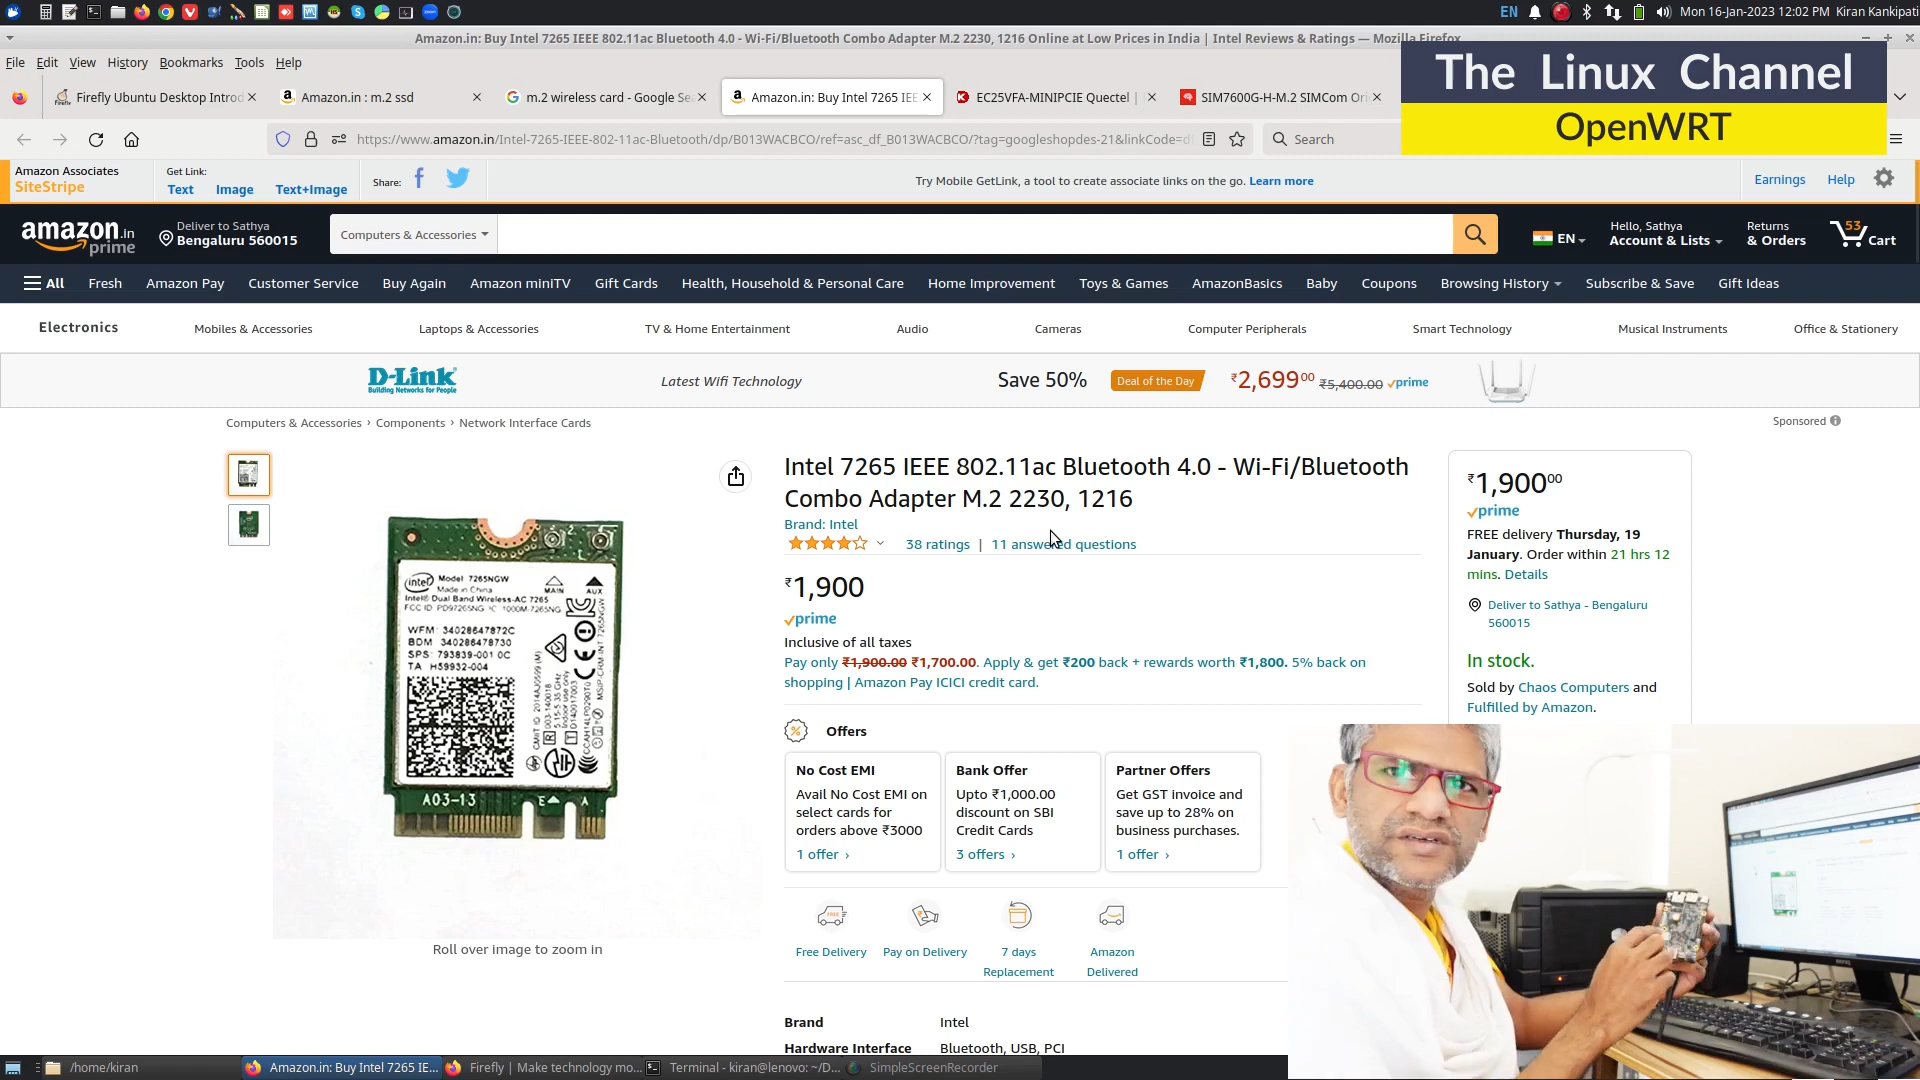 EN
Mon 16-Jan-2023 12:02 PM Kiran Kankipati
Amazon.in: Buy Intel 7265 IEEE 802.11ac Bluetooth 4.0 - Wi-Fi/Bluetooth Combo Adapter M.2 2230, 1216 Online at Low Prices in India | Intel Reviews & Ratings — Mozilla Firefox
File Edit View History Bookmarks Tools Help
The Linux Channel
OpenWRT
Firefly Ubuntu Desktop Introd
Amazon.in : m.2 ssd
m.2 wireless card - Google Se
Amazon.in: Buy Intel 7265 IEE
EC25VFA-MINIPCIE Quectel |
SIM7600G-H-M.2 SIMCom Ori
https://www.amazon.in/Intel-7265-IEEE-802-11ac-Bluetooth/dp/B013WACBCO/ref=asc_df_B013WACBCO/?tag=googleshopdes-21&linkCode=d
Search
Amazon Associates
SiteStripe
Get Link:
Text Image Text+Image
Share:
Try Mobile GetLink, a tool to create associate links on the go. Learn more
Earnings Help
amazon.in
prime
Deliver to Sathya
Bengaluru 560015
Computers & Accessories
EN
Hello, Sathya
Account & Lists
Returns
& Orders
53
Cart
All Fresh Amazon Pay Customer Service Buy Again Amazon miniTV Gift Cards Health, Household & Personal Care Home Improvement Toys & Games AmazonBasics Baby Coupons Browsing History Subscribe & Save Gift Ideas
Electronics Mobiles & Accessories Laptops & Accessories TV & Home Entertainment Audio Cameras Computer Peripherals Smart Technology Musical Instruments Office & Stationery
D-Link
Building Networks for People
Latest Wifi Technology
Save 50%
Deal of the Day
₹2,699.00 ₹5,400.00 prime
Computers & Accessories › Components › Network Interface Cards
Sponsored
Intel 7265 IEEE 802.11ac Bluetooth 4.0 - Wi-Fi/Bluetooth
Combo Adapter M.2 2230, 1216
Brand: Intel
38 ratings | 11 answered questions
₹1,900
prime
Inclusive of all taxes
Pay only ₹1,900.00 ₹1,700.00. Apply & get ₹200 back + rewards worth ₹1,800. 5% back on
shopping | Amazon Pay ICICI credit card.
Offers
No Cost EMI
Avail No Cost EMI on
select cards for
orders above ₹3000
1 offer ›
Bank Offer
Upto ₹1,000.00
discount on SBI
Credit Cards
3 offers ›
Partner Offers
Get GST invoice and
save up to 28% on
business purchases.
1 offer ›
Free Delivery
Pay on Delivery
7 days
Replacement
Amazon
Delivered
Brand Intel
Hardware Interface Bluetooth, USB, PCI
₹1,900.00
prime
FREE delivery Thursday, 19
January. Order within 21 hrs 12
mins. Details
Deliver to Sathya - Bengaluru
560015
In stock.
Sold by Chaos Computers and
Fulfilled by Amazon.
intel Model 7265NGW
Made in China
Intel® Dual Band Wireless-AC 7265
FCC ID: PD97265NG IC: 1000M-7265NG
MAIN AUX
WFM: 34028647872C
BDM: 340286478730
SPS: 793839-001 0C
TA H59932-004
A03-13 E A
Roll over image to zoom in
/home/kiran
Amazon.in: Buy Intel 7265 IE...
Firefly | Make technology mo...
Terminal - kiran@lenovo: ~/D...
SimpleScreenRecorder